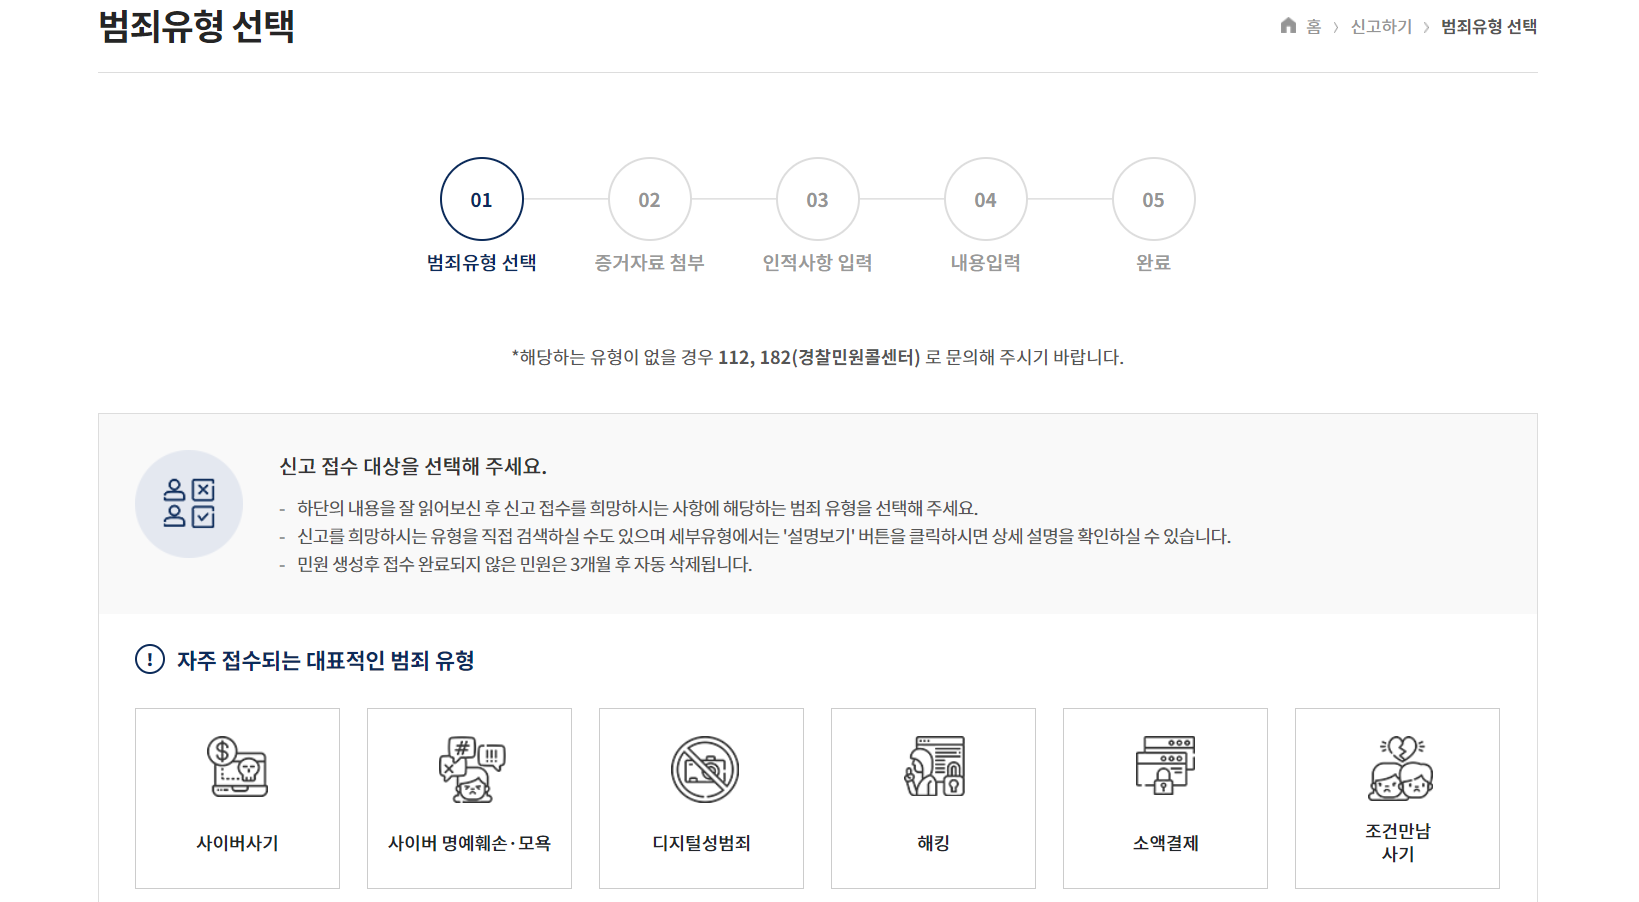 범죄유형 선택
홈 > 신고하기 > 범죄유형 선택
01
02
03
04
05
범죄유형 선택
증거자료 첨부
인적사항 입력
내용입력
완료
*해당하는 유형이 없을 경우 112, 182(경찰민원콜센터) 로 문의해 주시기 바랍니다.
신고 접수 대상을 선택해 주세요.
- 하단의 내용을 잘 읽어보신 후 신고 접수를 희망하시는 사항에 해당하는 범죄 유형을 선택해 주세요.
- 신고를 희망하시는 유형을 직접 검색하실 수도 있으며 세부유형에서는 '설명보기' 버튼을 클릭하시면 상세 설명을 확인하실 수 있습니다.
- 민원 생성후 접수 완료되지 않은 민원은 3개월 후 자동 삭제됩니다.
! 자주 접수되는 대표적인 범죄 유형
사이버사기
사이버 명예훼손·모욕
디지털성범죄
해킹
소액결제
조건만남
사기